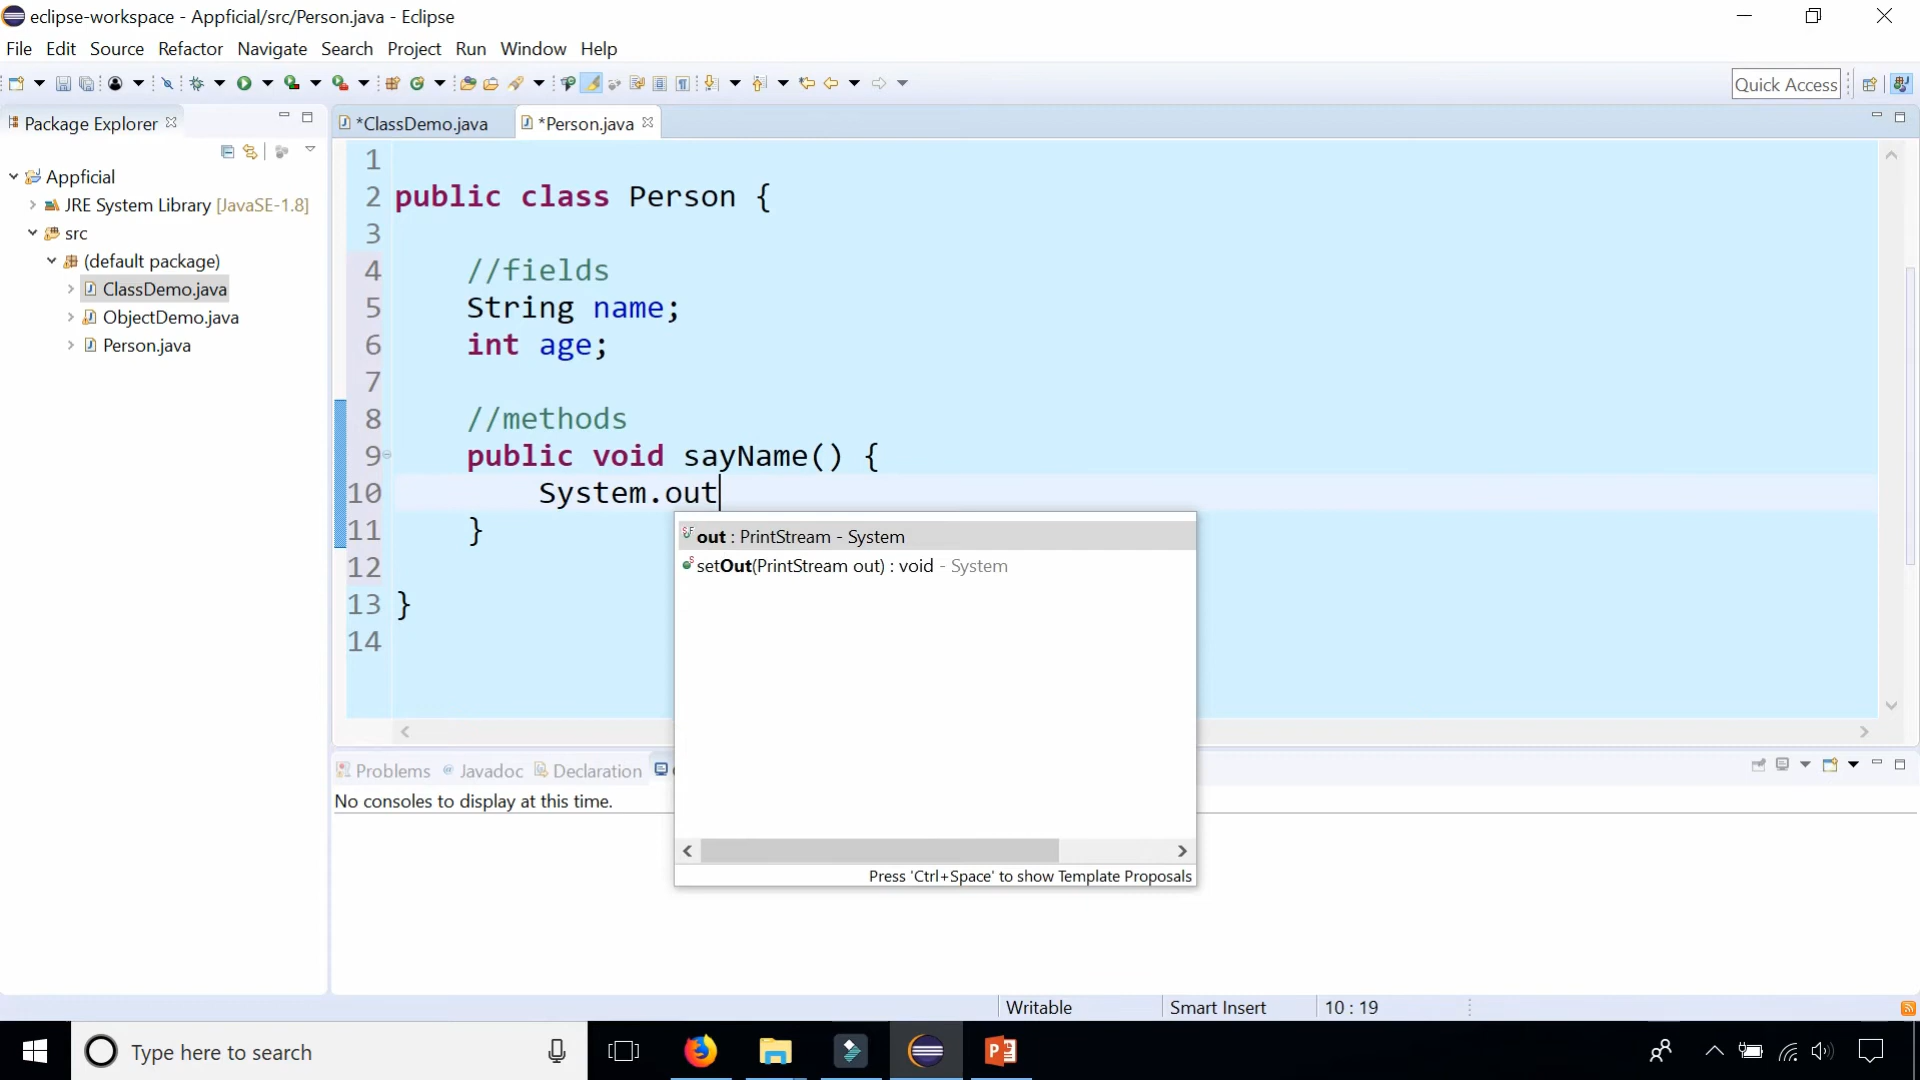 eclipse-workspace - Appficial/src/Person.java - Eclipse
File Edit Source Refactor Navigate Search Project Run Window Help
Quick Access
Package Explorer
*ClassDemo.java
*Person.java
Appficial
JRE System Library [JavaSE-1.8]
src
(default package)
ClassDemo.java
ObjectDemo.java
Person.java
1
2 public class Person {
3
4 //fields
5 String name;
6 int age;
7
8 //methods
9 public void sayName() {
10 System.out
11 }
12
13 }
14
out : PrintStream - System
setOut(PrintStream out) : void - System
Press 'Ctrl+Space' to show Template Proposals
Problems Javadoc Declaration
No consoles to display at this time.
Writable Smart Insert 10 : 19
Type here to search